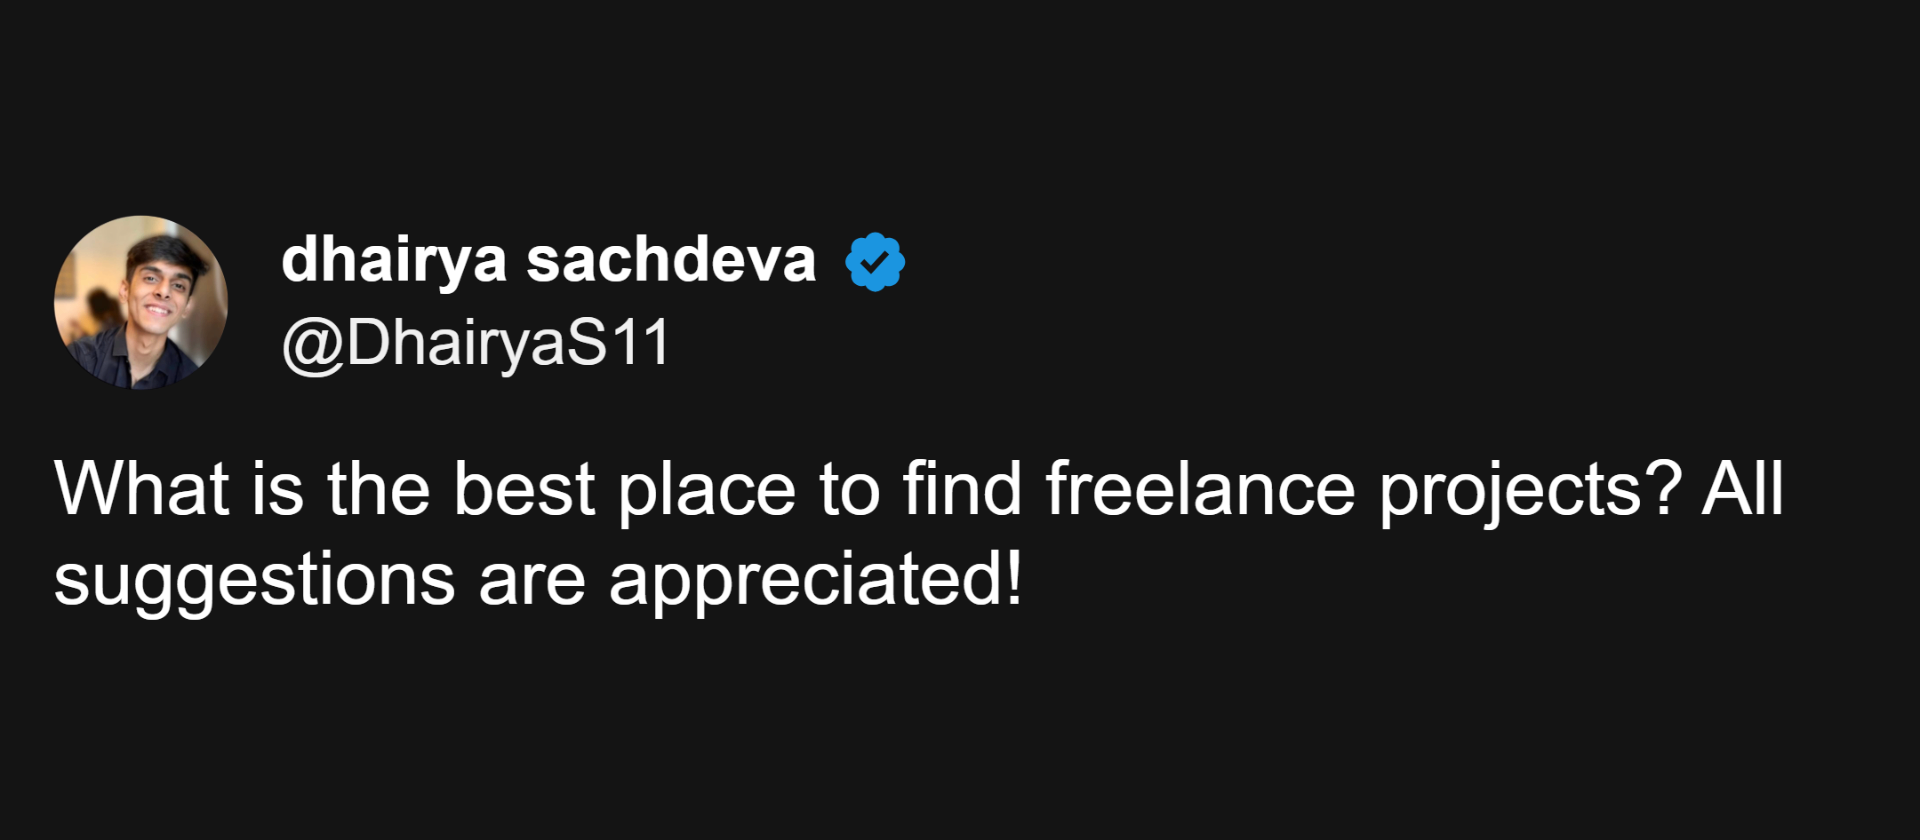 dhairya sachdeva
@DhairyaS11
What is the best place to find freelance projects? All
suggestions are appreciated!